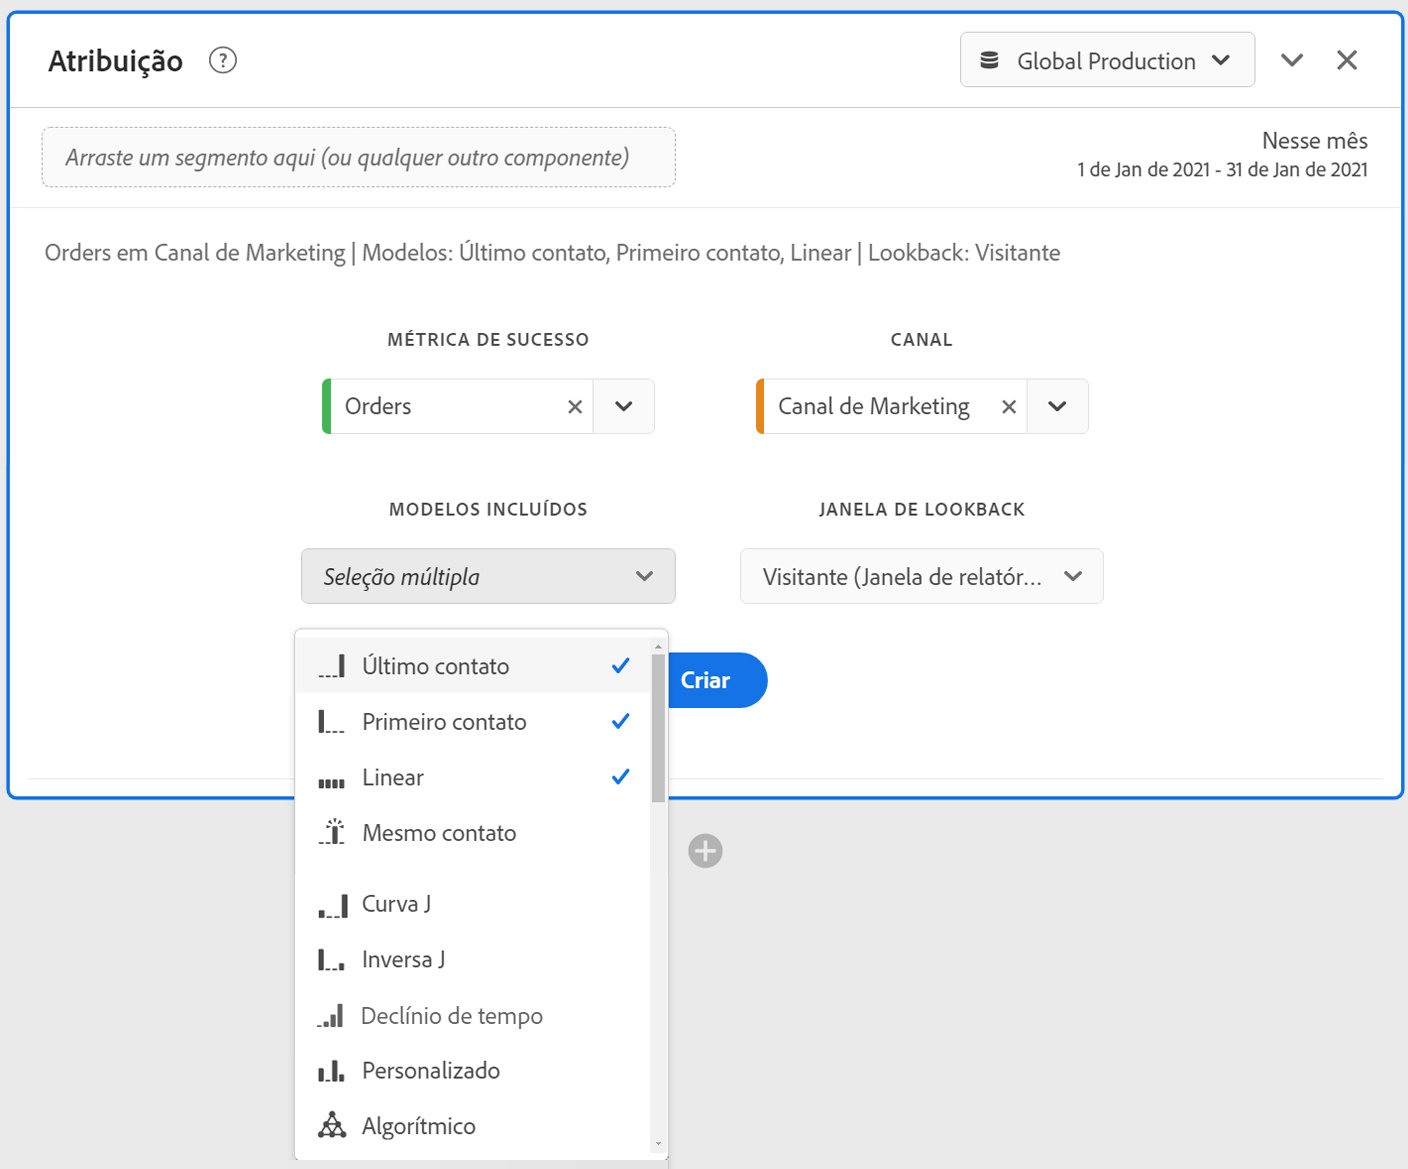 Atribuição ?
Global Production
Arraste um segmento aqui (ou qualquer outro componente)
Nesse mês
1 de Jan de 2021 - 31 de Jan de 2021
Orders em Canal de Marketing | Modelos: Último contato, Primeiro contato, Linear | Lookback: Visitante
MÉTRICA DE SUCESSO
CANAL
Orders
Canal de Marketing
MODELOS INCLUÍDOS
JANELA DE LOOKBACK
Seleção múltipla
Visitante (Janela de relatór...
Último contato
Criar
Primeiro contato
Linear
Mesmo contato
Curva J
Inversa J
Declínio de tempo
Personalizado
Algorítmico